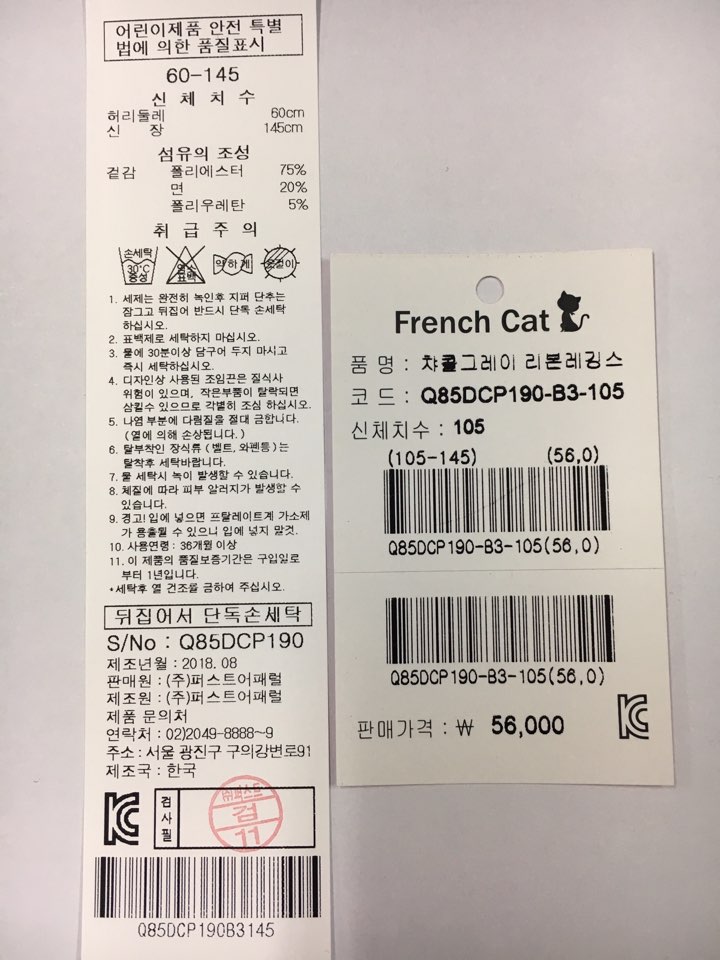 어린이제품 안전 특별
법에 의한 품질표시
60-145
신 체 치 수
허리둘레 60cm
신 장 145cm
섬유의 조성
겉감 폴리에스터 75%
면 20%
폴리우레탄 5%
취 급 주 의
손세탁
30°C
중성
염소
표백
약하게
옷걸이
1. 세제는 완전히 녹인후 지퍼 단추는
잠그고 뒤집어 반드시 단독 손세탁
하십시오.
2. 표백제로 세탁하지 마십시오.
3. 물에 30분이상 담구어 두지 마시고
즉시 세탁하십시오.
4. 디자인상 사용된 조임끈은 질식사
위험이 있으며, 작은부품이 탈락되면
삼킬수 있으므로 각별히 조심 하십시오.
5. 나염 부분에 다림질을 절대 금합니다.
(열에 의해 손상됩니다.)
6. 탈부착인 장식류 (벨트, 와펜등)는
탈착후 세탁바랍니다.
7. 물 세탁시 녹이 발생할 수 있습니다.
8. 체질에 따라 피부 알러지가 발생할 수
있습니다.
9. 경고! 입에 넣으면 프탈레이트계 가소제
가 용출될 수 있으니 입에 넣지 말것.
10. 사용연령 : 36개월 이상
11. 이 제품의 품질보증기간은 구입일로
부터 1년입니다.
*세탁후 열 건조를 금하여 주십시오.
뒤집어서 단독손세탁
S/No : Q85DCP190
제조년월 : 2018. 08
판매원 : (주)퍼스트어패럴
제조원 : (주)퍼스트어패럴
제품 문의처
연락처 : 02)2049-8888~9
주소 : 서울 광진구 구의강변로91
제조국 : 한국
검사필
㈜퍼스트
검
11
Q85DCP190B3145
French Cat
품 명 : 챠콜그레이 리본레깅스
코 드 : Q85DCP190-B3-105
신체치수 : 105
(105-145) (56,0)
Q85DCP190-B3-105(56,0)
Q85DCP190-B3-105(56,0)
판매가격 : ₩ 56,000